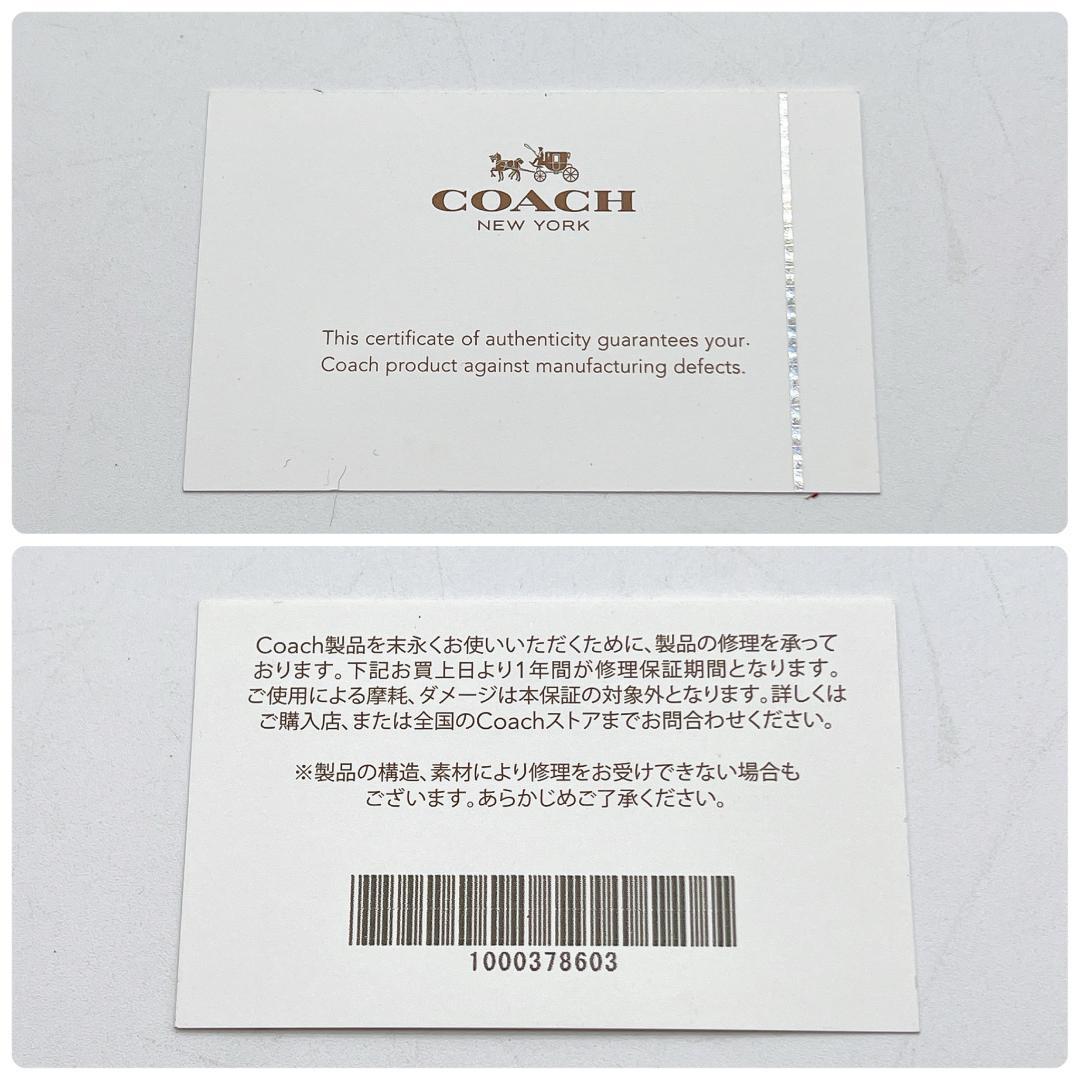 COACH
NEW YORK
This certificate of authenticity guarantees your
Coach product against manufacturing defects.
Coach製品を末永くお使いいただくために、製品の修理を承って
おります。下記お買上日より1年間が修理保証期間となります。
ご使用による摩耗、ダメージは本保証の対象外となります。詳しくは
ご購入店、または全国のCoachストアまでお問合わせください。
※製品の構造、素材により修理をお受けできない場合も
ございます。あらかじめご了承ください。
1000378603